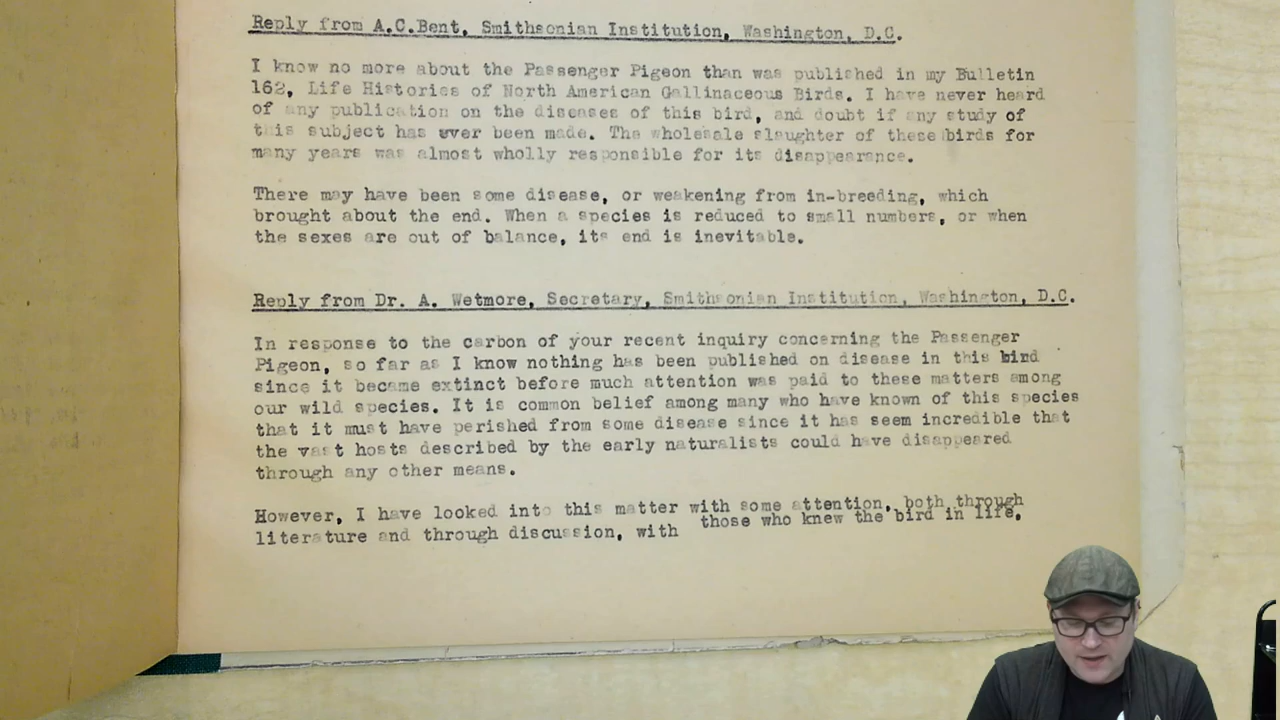 Reply from A.C.Bent, Smithsonian Institution, Washington, D.C.
I know no more about the Passenger Pigeon than was published in my Bulletin
162, Life Histories of North American Gallinaceous Birds. I have never heard
of any publication on the diseases of this bird, and doubt if any study of
this subject has ever been made. The wholesale slaughter of these birds for
many years was almost wholly responsible for its disappearance.
There may have been some disease, or weakening from in-breeding, which
brought about the end. When a species is reduced to small numbers, or when
the sexes are out of balance, its end is inevitable.
Reply from Dr. A. Wetmore, Secretary, Smithsonian Institution, Washington, D.C.
In response to the carbon of your recent inquiry concerning the Passenger
Pigeon, so far as I know nothing has been published on disease in this bird
since it became extinct before much attention was paid to these matters among
our wild species. It is common belief among many who have known of this species
that it must have perished from some disease since it has seem incredible that
the vast hosts described by the early naturalists could have disappeared
through any other means.
However, I have looked into this matter with some attention, both through
literature and through discussion, with those who knew the bird in life,